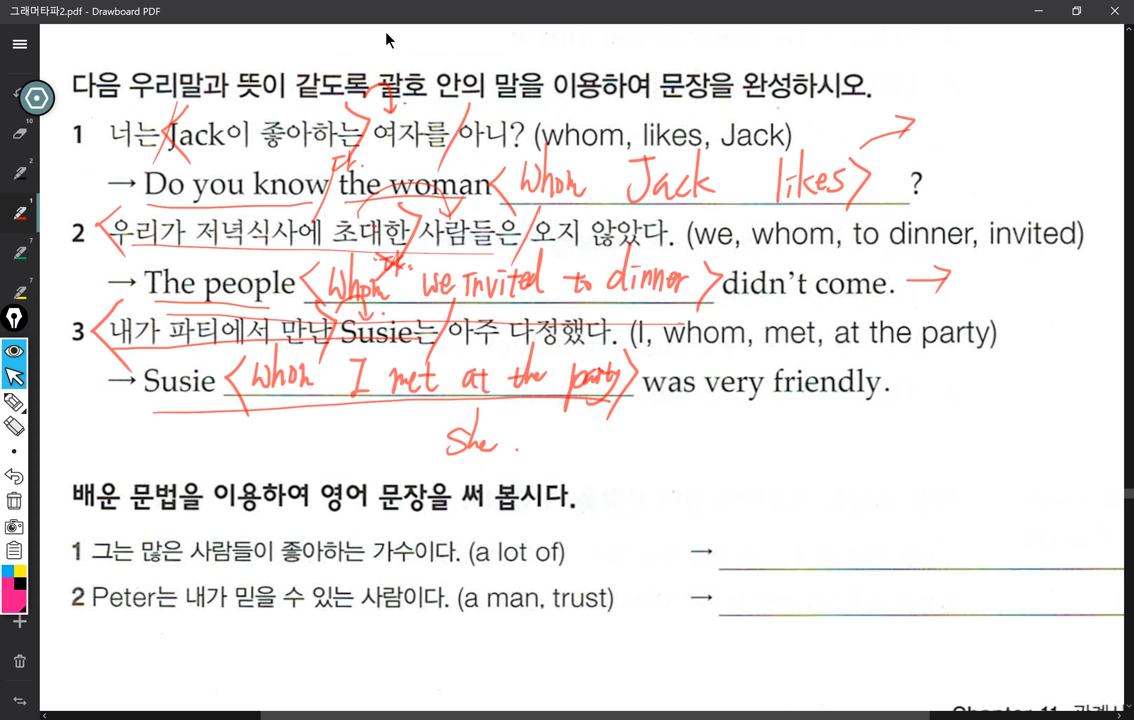 그래머타파2.pdf - Drawboard PDF
다음 우리말과 뜻이 같도록 괄호 안의 말을 이용하여 문장을 완성하시오.
1 너는 Jack이 좋아하는 여자를 아니? (whom, likes, Jack)
→ Do you know the woman <whom Jack likes> ?
2 우리가 저녁식사에 초대한 사람들은 오지 않았다. (we, whom, to dinner, invited)
→ The people <whom we invited to dinner> didn't come. →
3 내가 파티에서 만난 Susie는 아주 다정했다. (I, whom, met, at the party)
→ Susie <whom I met at the party> was very friendly.
She.
배운 문법을 이용하여 영어 문장을 써 봅시다.
1 그는 많은 사람들이 좋아하는 가수이다. (a lot of) →
2 Peter는 내가 믿을 수 있는 사람이다. (a man, trust) →